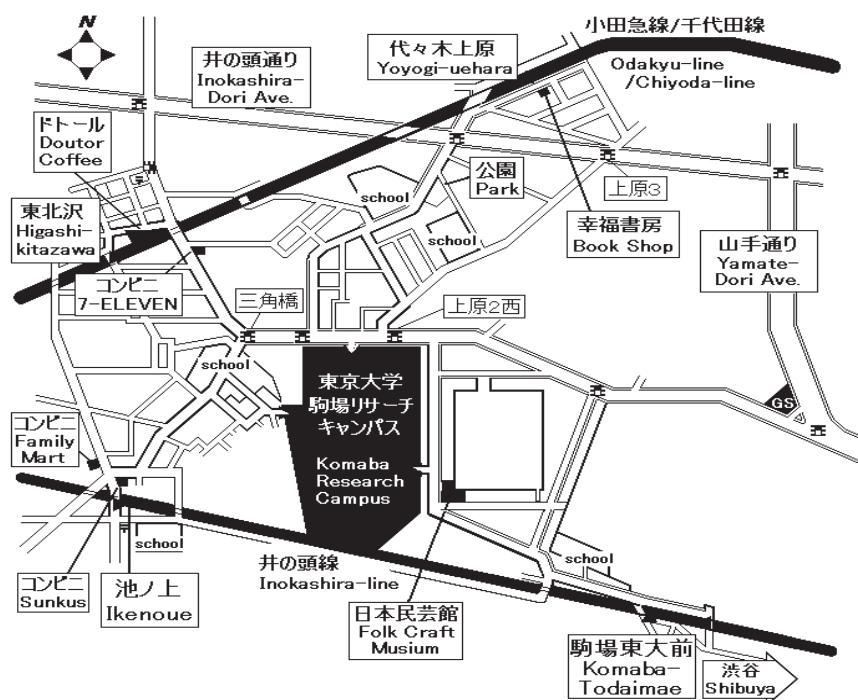 N
小田急線/千代田線
Odakyu-line
/Chiyoda-line
井の頭通り
Inokashira-
Dori Ave.
代々木上原
Yoyogi-uehara
ドトール
Doutor
Coffee
公園
Park
school
上原3
東北沢
Higashi-
kitazawa
school
幸福書房
Book Shop
山手通り
Yamate-
Dori Ave.
コンビニ
7-ELEVEN
三角橋
上原2西
school
東京大学
駒場リサーチ
キャンパス
Komaba
Research
Campus
GS
コンビニ
Family
Mart
school
井の頭線
Inokashira-line
school
コンビニ
Sunkus
池ノ上
Ikenoue
日本民芸館
Folk Craft
Musium
駒場東大前
Komaba-
Todaimae
渋谷
Shibuya